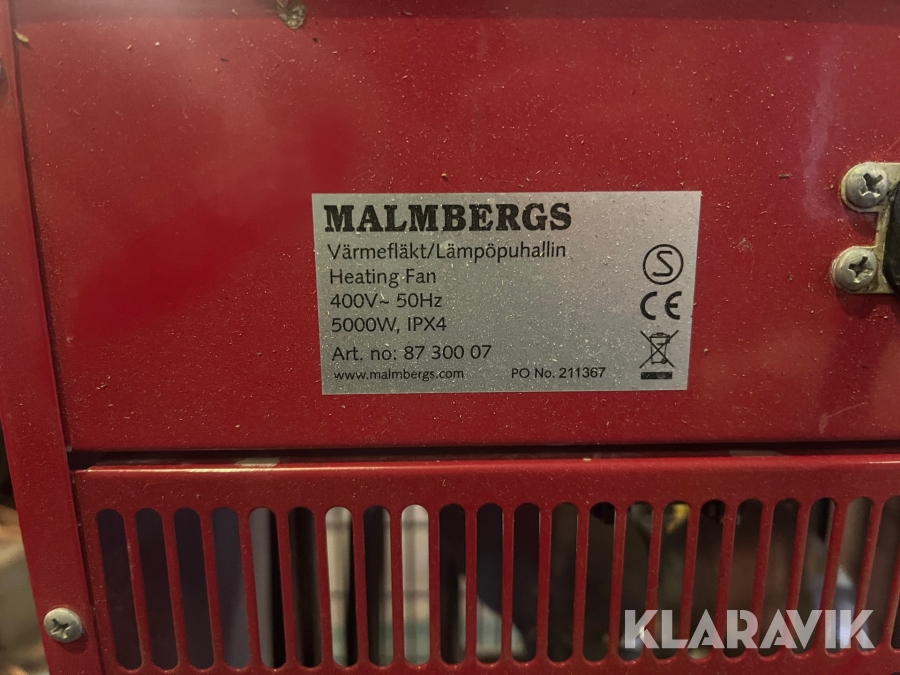 MALMBERGS
Värmefläkt/Lämpöpuhallin
Heating Fan
400V~ 50Hz
5000W, IPX4
Art. no: 87 300 07
www.malmbergs.com PO No. 211367
S
CE
KLARAVIK